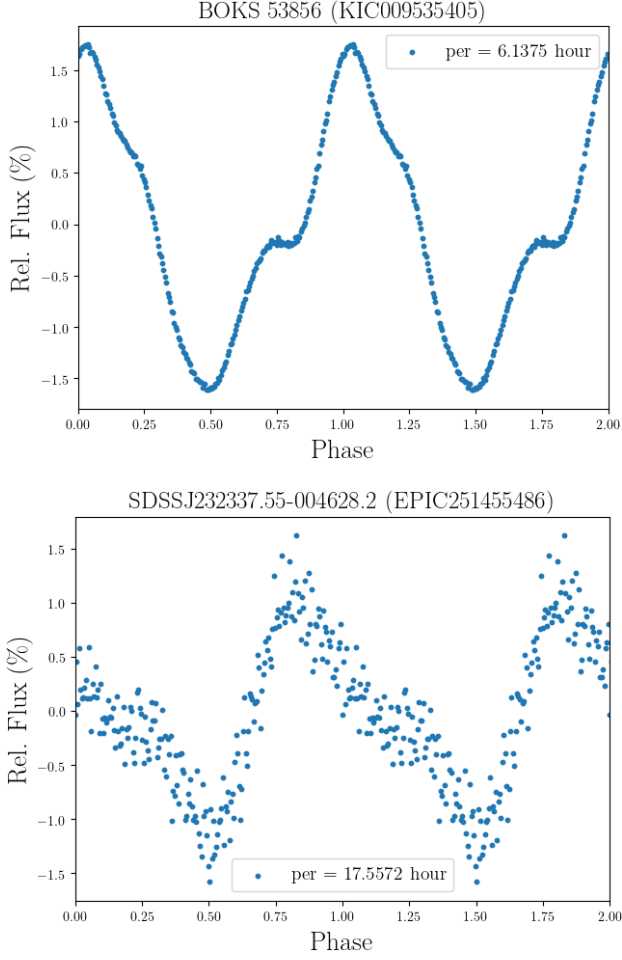 BOKS 53856 (KIC009535405)
per = 6.1375 hour
Rel. Flux (%)
1.5
1.0
0.5
0.0
−0.5
−1.0
−1.5
0.00 0.25 0.50 0.75 1.00 1.25 1.50 1.75 2.00
Phase
SDSSJ232337.55-004628.2 (EPIC251455486)
Rel. Flux (%)
1.5
1.0
0.5
0.0
−0.5
−1.0
−1.5
per = 17.5572 hour
0.00 0.25 0.50 0.75 1.00 1.25 1.50 1.75 2.00
Phase